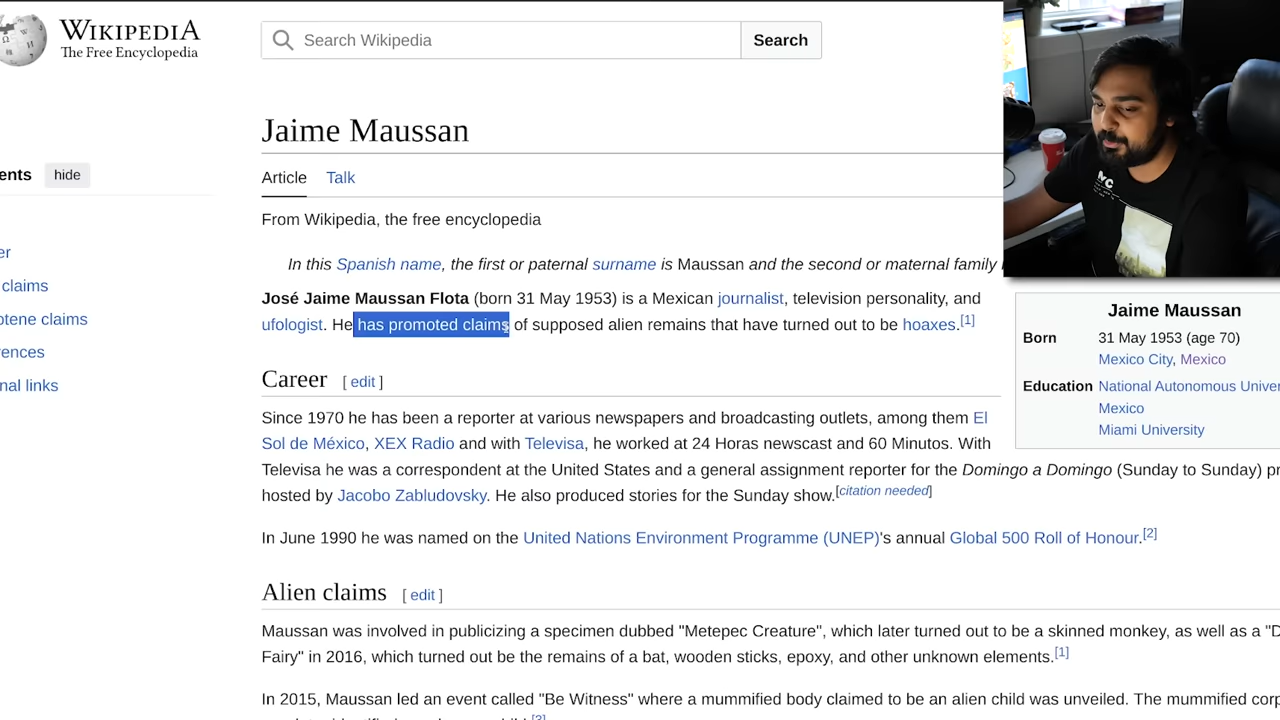 WIKIPEDIA
The Free Encyclopedia
Search Wikipedia
Search
Jaime Maussan
ents hide
Article Talk
From Wikipedia, the free encyclopedia
In this Spanish name, the first or paternal surname is Maussan and the second or maternal family
er
claims
José Jaime Maussan Flota (born 31 May 1953) is a Mexican journalist, television personality, and
otene claims
ufologist. He has promoted claims of supposed alien remains that have turned out to be hoaxes.[1]
rences
nal links
Career [ edit ]
Since 1970 he has been a reporter at various newspapers and broadcasting outlets, among them El
Sol de México, XEX Radio and with Televisa, he worked at 24 Horas newscast and 60 Minutos. With
Televisa he was a correspondent at the United States and a general assignment reporter for the Domingo a Domingo (Sunday to Sunday) pr
hosted by Jacobo Zabludovsky. He also produced stories for the Sunday show.[citation needed]
Jaime Maussan
Born 31 May 1953 (age 70)
Mexico City, Mexico
Education National Autonomous Univer
Mexico
Miami University
In June 1990 he was named on the United Nations Environment Programme (UNEP)'s annual Global 500 Roll of Honour.[2]
Alien claims [ edit ]
Maussan was involved in publicizing a specimen dubbed "Metepec Creature", which later turned out to be a skinned monkey, as well as a "D
Fairy" in 2016, which turned out be the remains of a bat, wooden sticks, epoxy, and other unknown elements.[1]
In 2015, Maussan led an event called "Be Witness" where a mummified body claimed to be an alien child was unveiled. The mummified corp